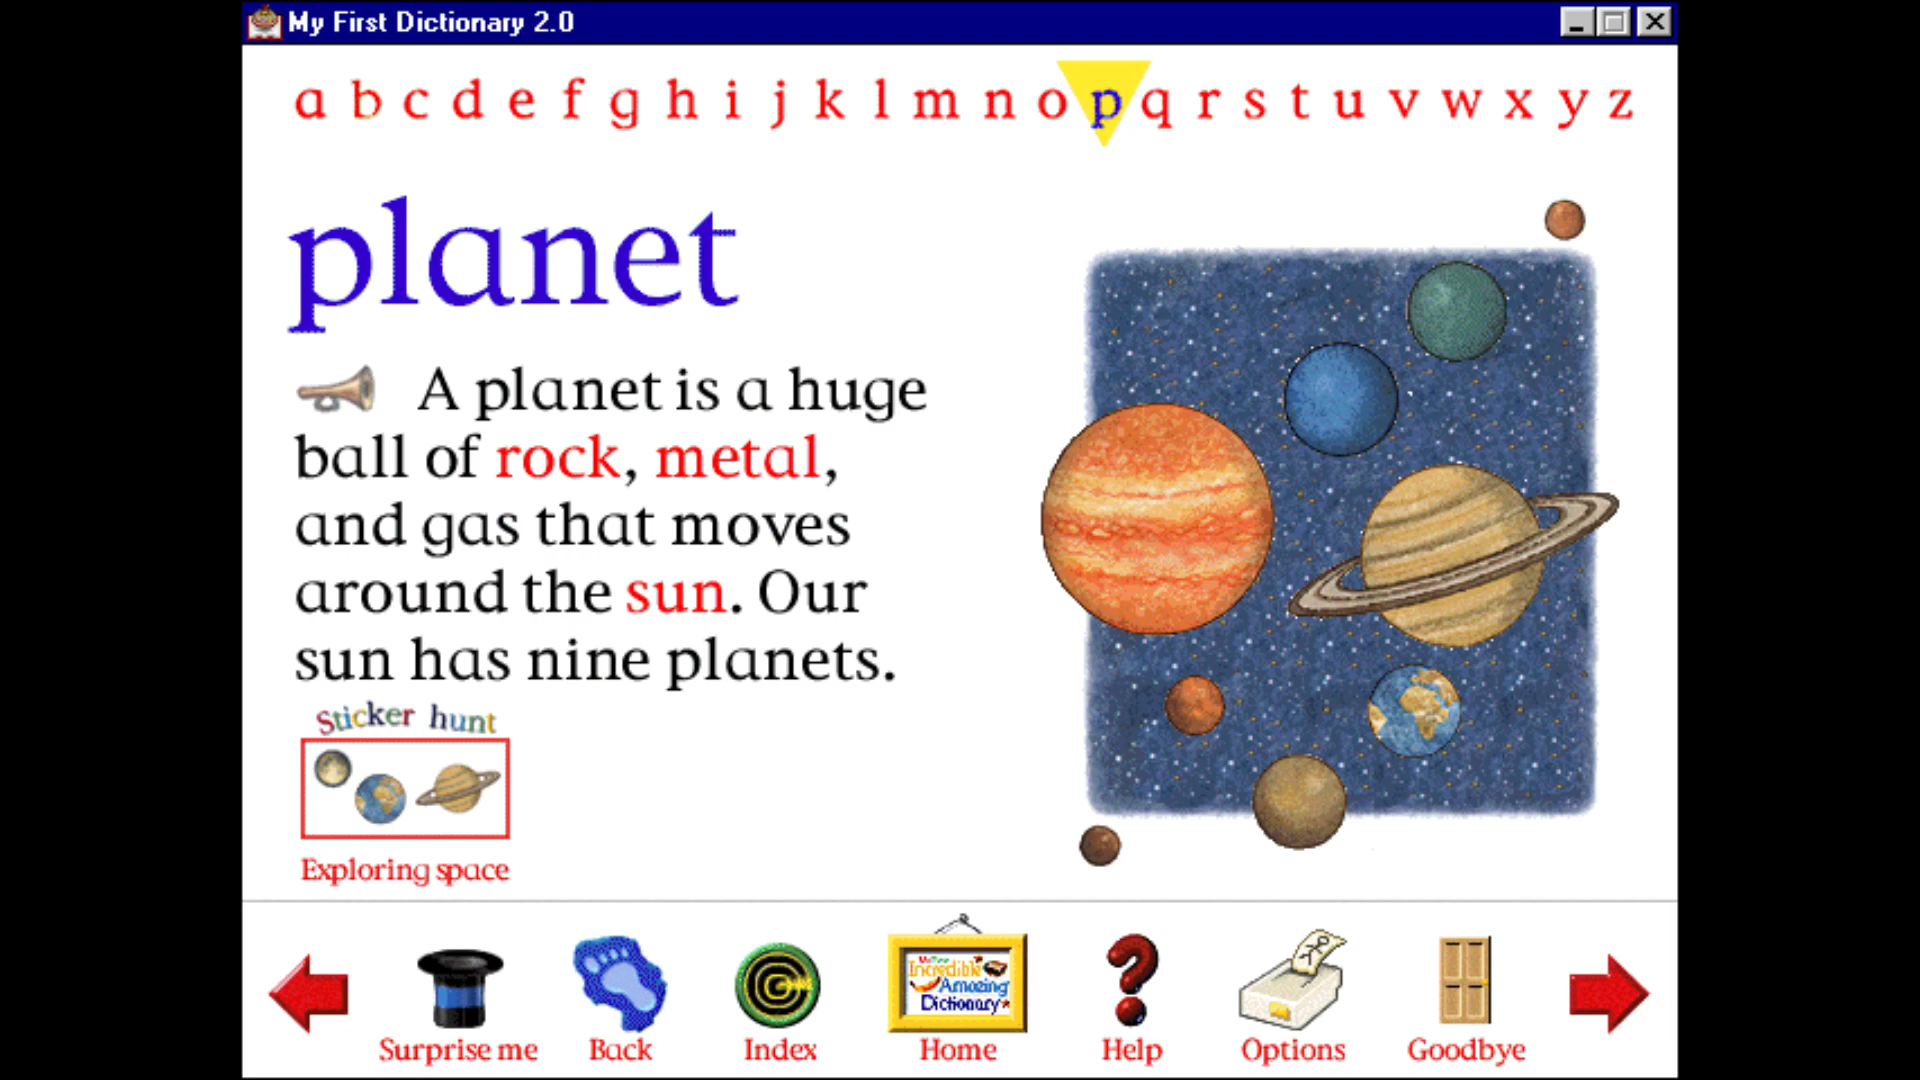 My First Dictionary 2.0
a b c d e f g h i j k l m n o p q r s t u v w x y z
planet
A planet is a huge
ball of rock, metal,
and gas that moves
around the sun. Our
sun has nine planets.
Sticker hunt
Exploring space
My First
Incredible
Amazing
Dictionary
Surprise me
Back
Index
Home
Help
Options
Goodbye